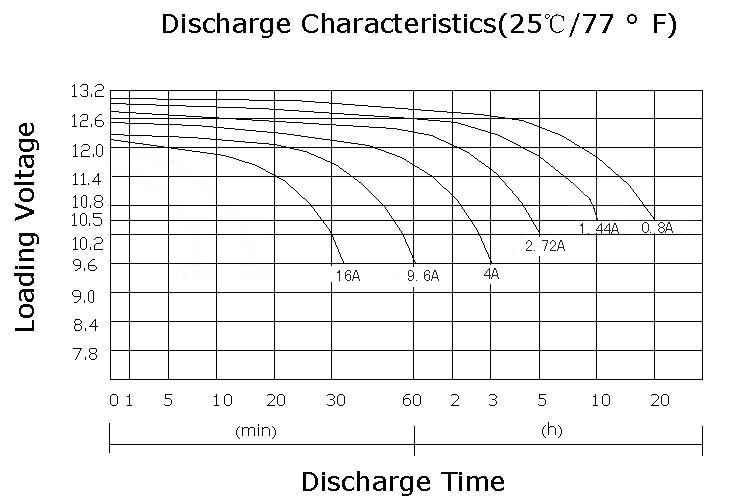 Discharge Characteristics(25℃/77 ° F)
Loading Voltage
13.2
12.6
12.0
11.4
10.8
10.5
10.2
9.6
9.0
8.4
7.8
1.44A 0.8A
2.72A
16A 9.6A 4A
0 1 5 10 20 30 60 2 3 5 10 20
(min) (h)
Discharge Time